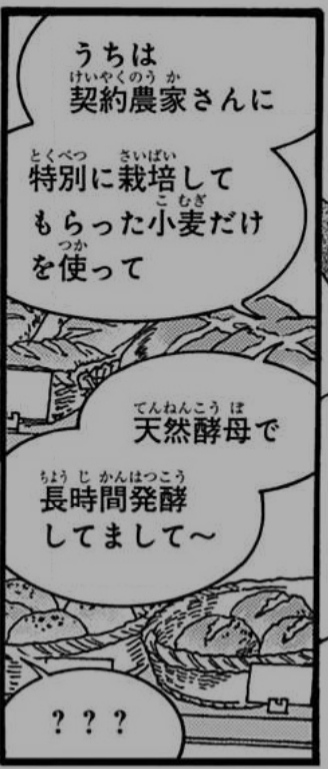 うちは
契約農家さんに
特別に栽培して
もらった小麦だけ
を使って
天然酵母で
長時間発酵
してまして〜
？？？